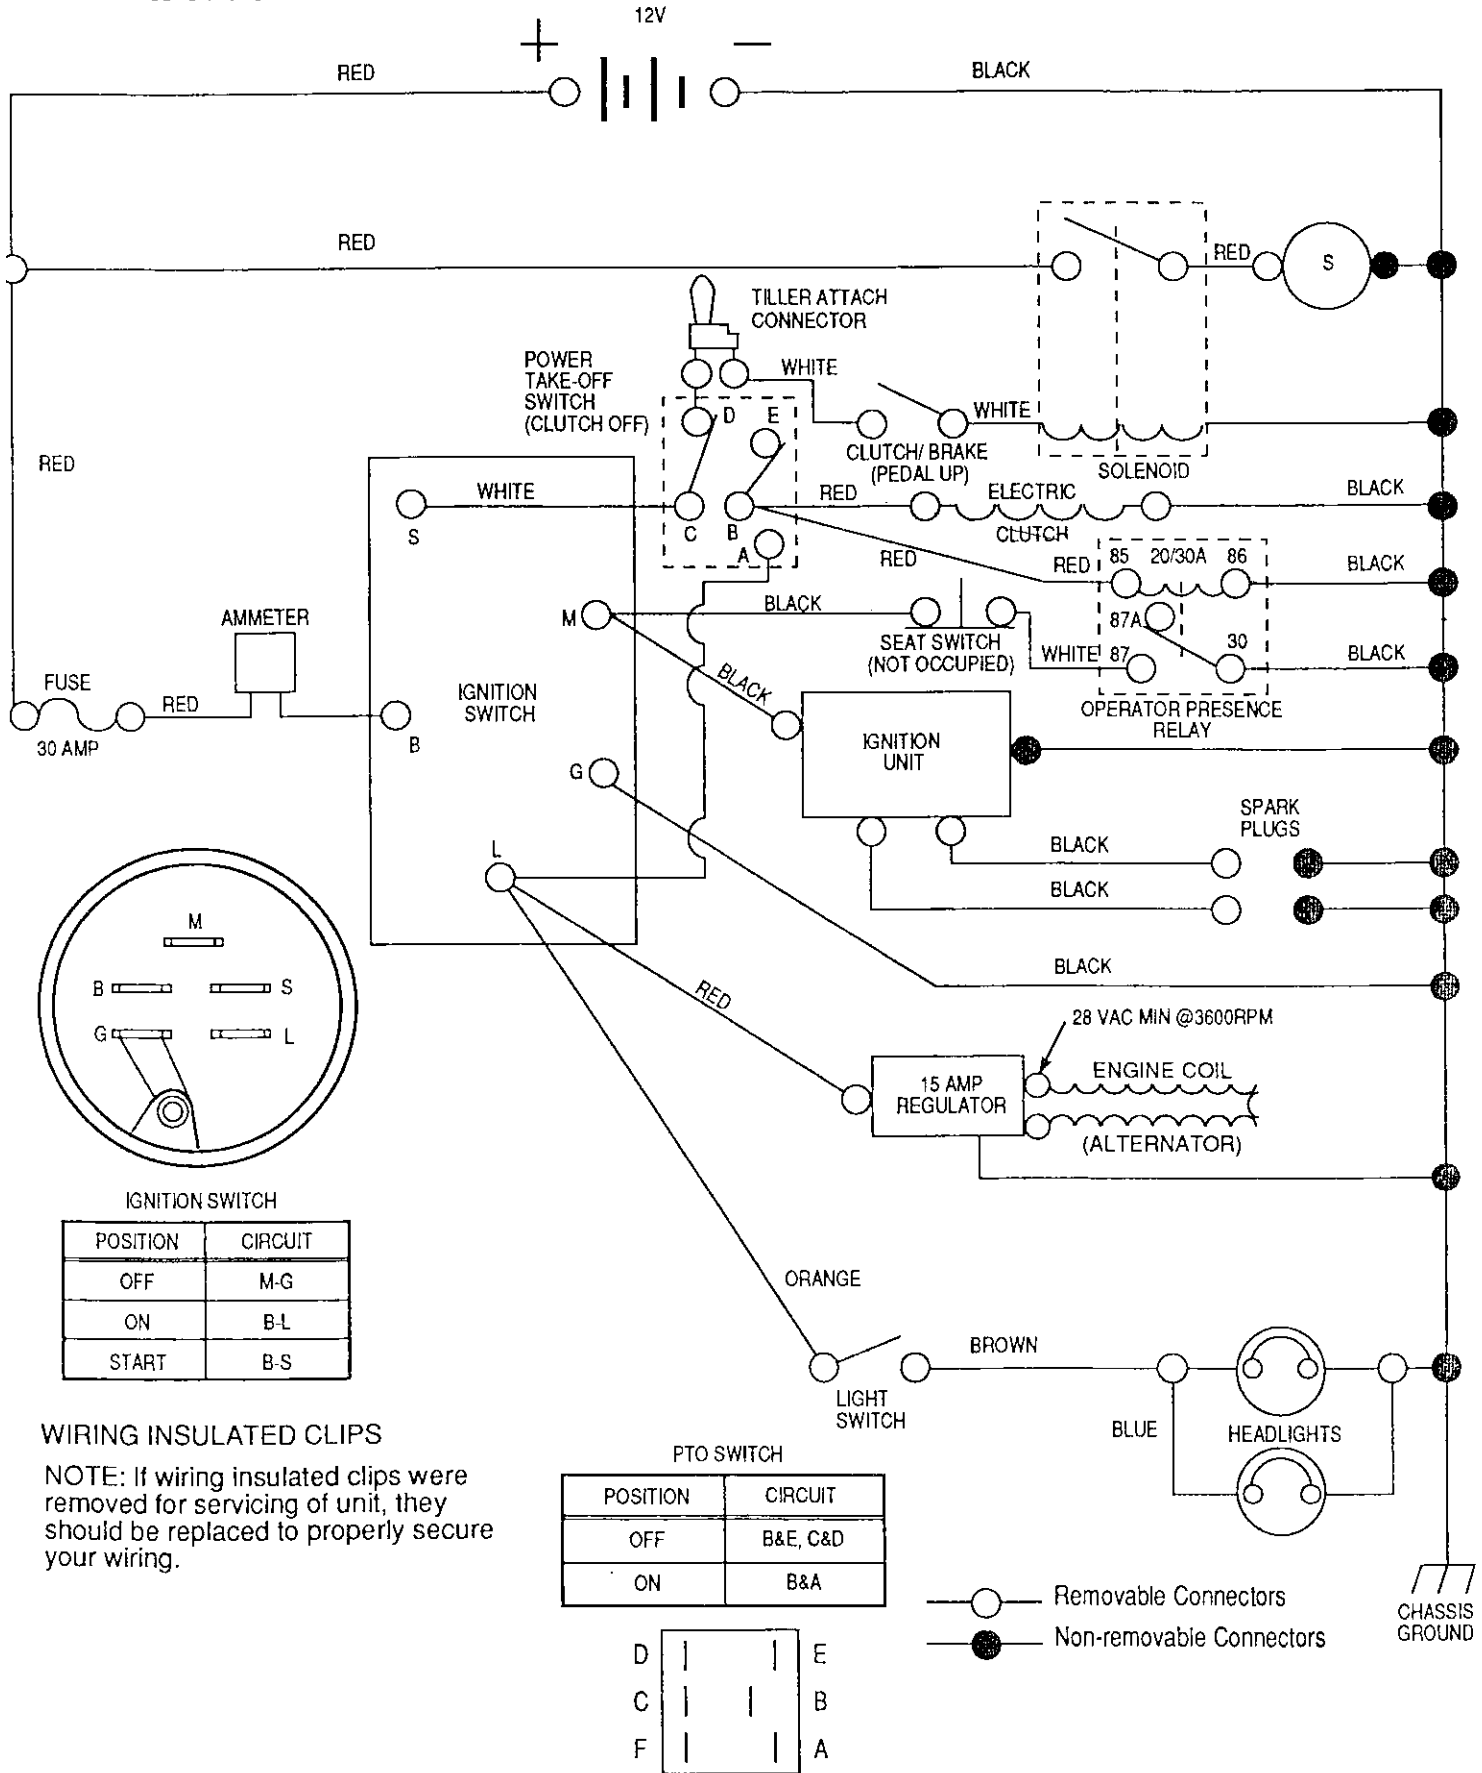 12V
+ —
RED
BLACK
RED
RED
S
TILLER ATTACH
CONNECTOR
POWER
TAKE-OFF
SWITCH
(CLUTCH OFF)
WHITE
D
E
WHITE
CLUTCH/ BRAKE
(PEDAL UP)
SOLENOID
RED
WHITE
S
C
B
A
RED
ELECTRIC
CLUTCH
BLACK
RED
RED
85 20/30A 86
BLACK
AMMETER
M
BLACK
SEAT SWITCH
(NOT OCCUPIED)
WHITE
87A
87
30
BLACK
OPERATOR PRESENCE
RELAY
FUSE
30 AMP
RED
B
IGNITION
SWITCH
BLACK
IGNITION
UNIT
G
SPARK
PLUGS
BLACK
BLACK
L
BLACK
M
B
S
G
L
RED
28 VAC MIN @3600RPM
15 AMP
REGULATOR
ENGINE COIL
(ALTERNATOR)
IGNITION SWITCH
POSITION CIRCUIT
OFF M-G
ON B-L
START B-S
ORANGE
LIGHT
SWITCH
BROWN
BLUE
HEADLIGHTS
WIRING INSULATED CLIPS
NOTE: If wiring insulated clips were
removed for servicing of unit, they
should be replaced to properly secure
your wiring.
PTO SWITCH
POSITION CIRCUIT
OFF B&E, C&D
ON B&A
D E
C B
F A
Removable Connectors
Non-removable Connectors
CHASSIS
GROUND